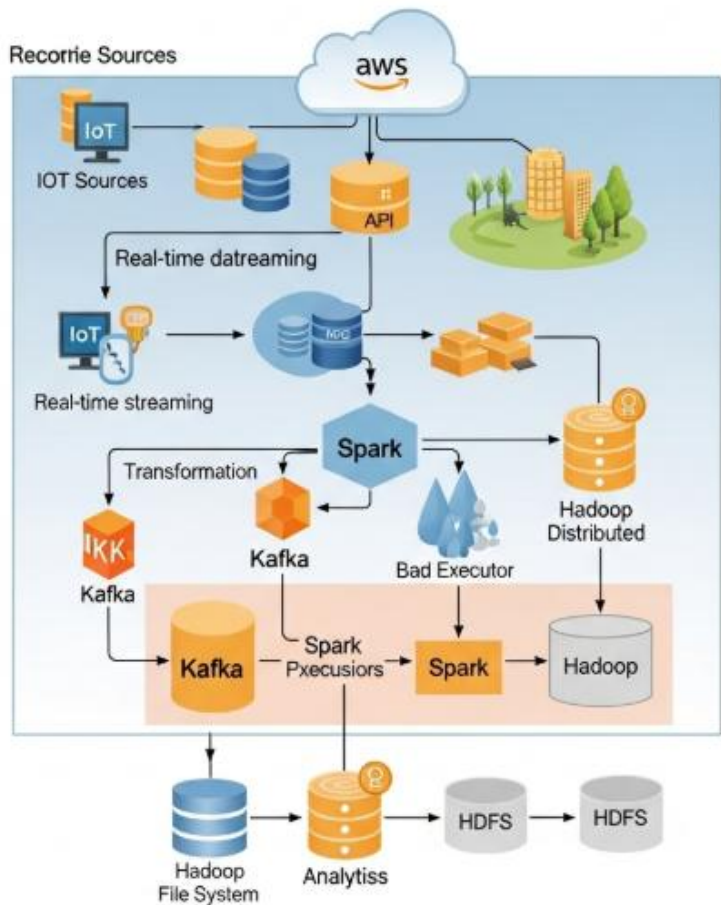 Recorrie Sources
aws
IoT
IOT Sources
API
Real-time datreaming
IoT
Real-time streaming
Spark
Transformation
Kafka
Bad Executor
Hadoop
Distributed
KK
Kafka
Kafka
Spark
Pxecusiors
Spark
Hadoop
Hadoop
File System
Analytiss
HDFS
HDFS